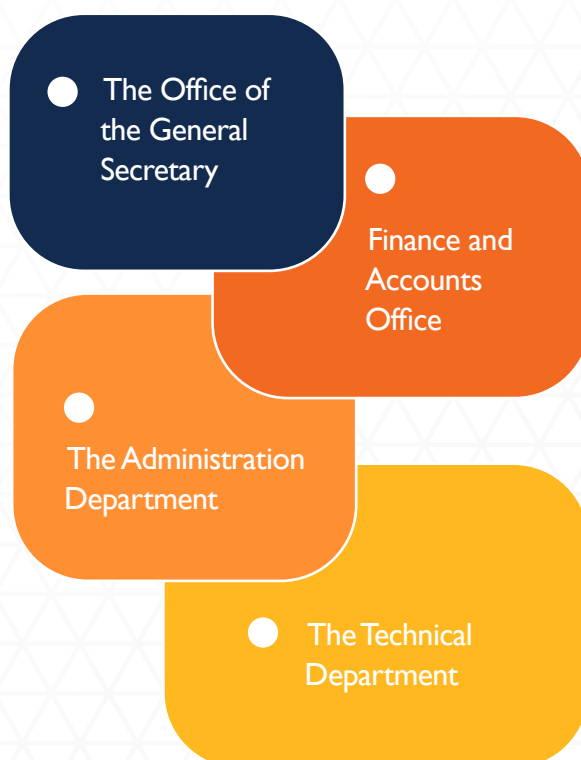 The Office of
the General
Secretary
Finance and
Accounts
Office
The Administration
Department
The Technical
Department